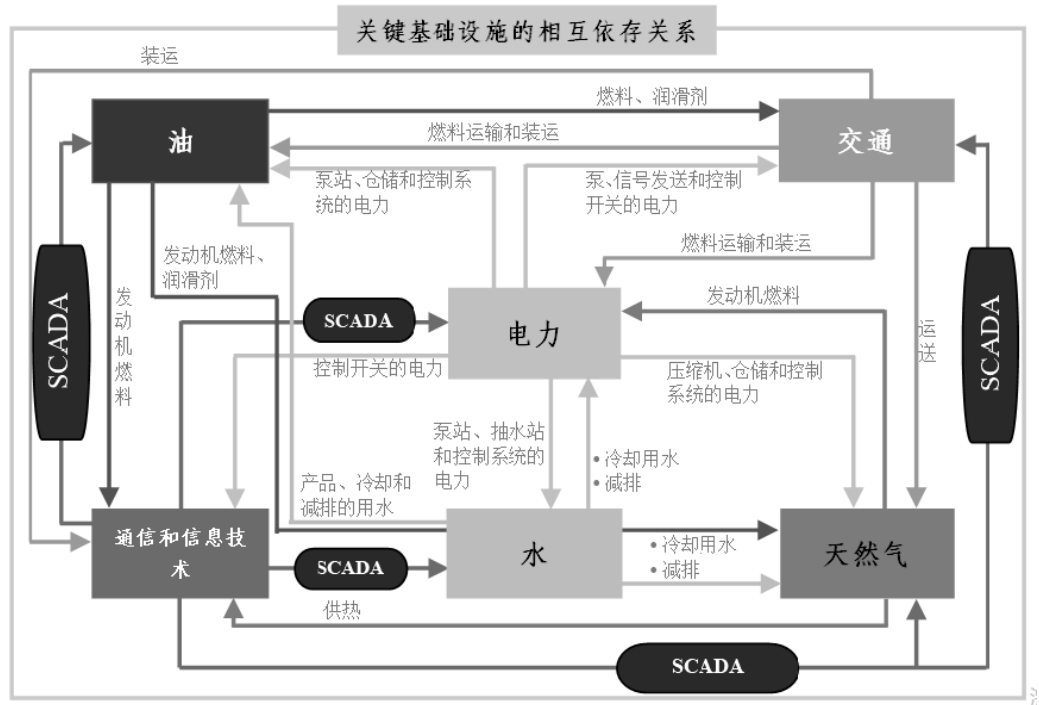 关键基础设施的相互依存关系
装运
燃料、润滑剂
油
燃料运输和装运
交通
泵站、仓储和控制系
统的电力
泵、信号发送和控制
开关的电力
燃料运输和装运
发动机燃料、
润滑剂
SCADA
发
动
机
燃
料
SCADA
电力
发动机燃料
运
送
SCADA
控制开关的电力
压缩机、仓储和控制
系统的电力
泵站、抽水站
和控制系统的
电力
• 冷却用水
• 减排
产品、冷却和
减排的用水
通信和信息技
术
SCADA
水
• 冷却用水
• 减排
天然气
供热
SCADA